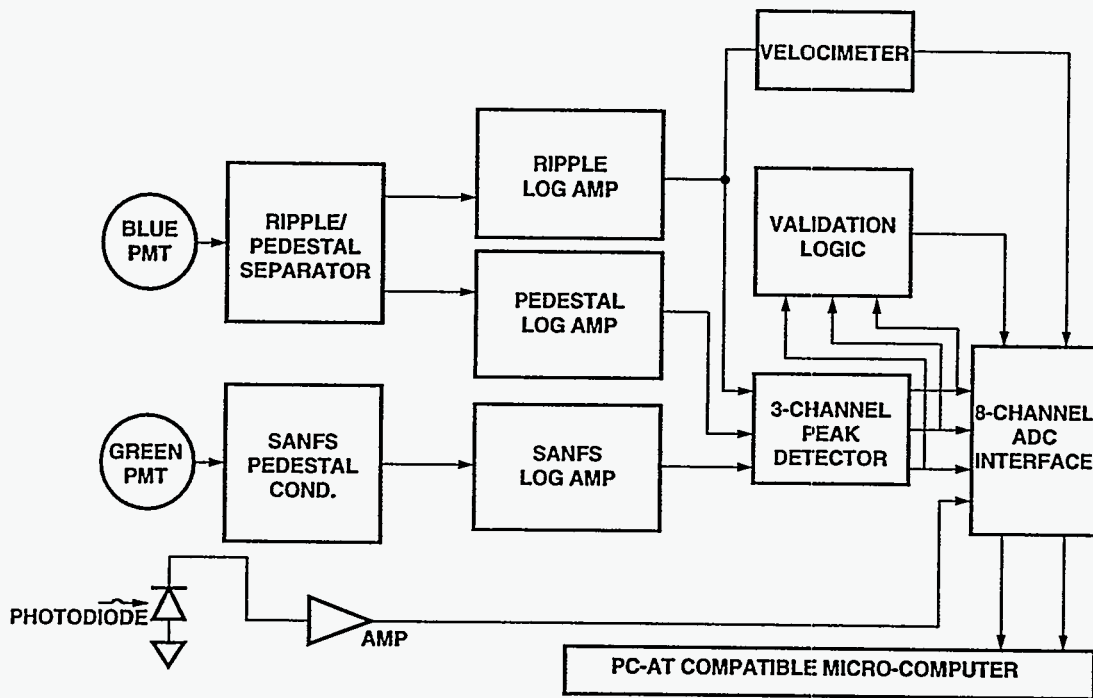 VELOCIMETER
RIPPLE
LOG AMP
VALIDATION
LOGIC
BLUE
PMT
RIPPLE/
PEDESTAL
SEPARATOR
PEDESTAL
LOG AMP
GREEN
PMT
SANFS
PEDESTAL
COND.
SANFS
LOG AMP
3-CHANNEL
PEAK
DETECTOR
8-CHANNEL
ADC
INTERFACE
PHOTODIODE
AMP
PC-AT COMPATIBLE MICRO-COMPUTER